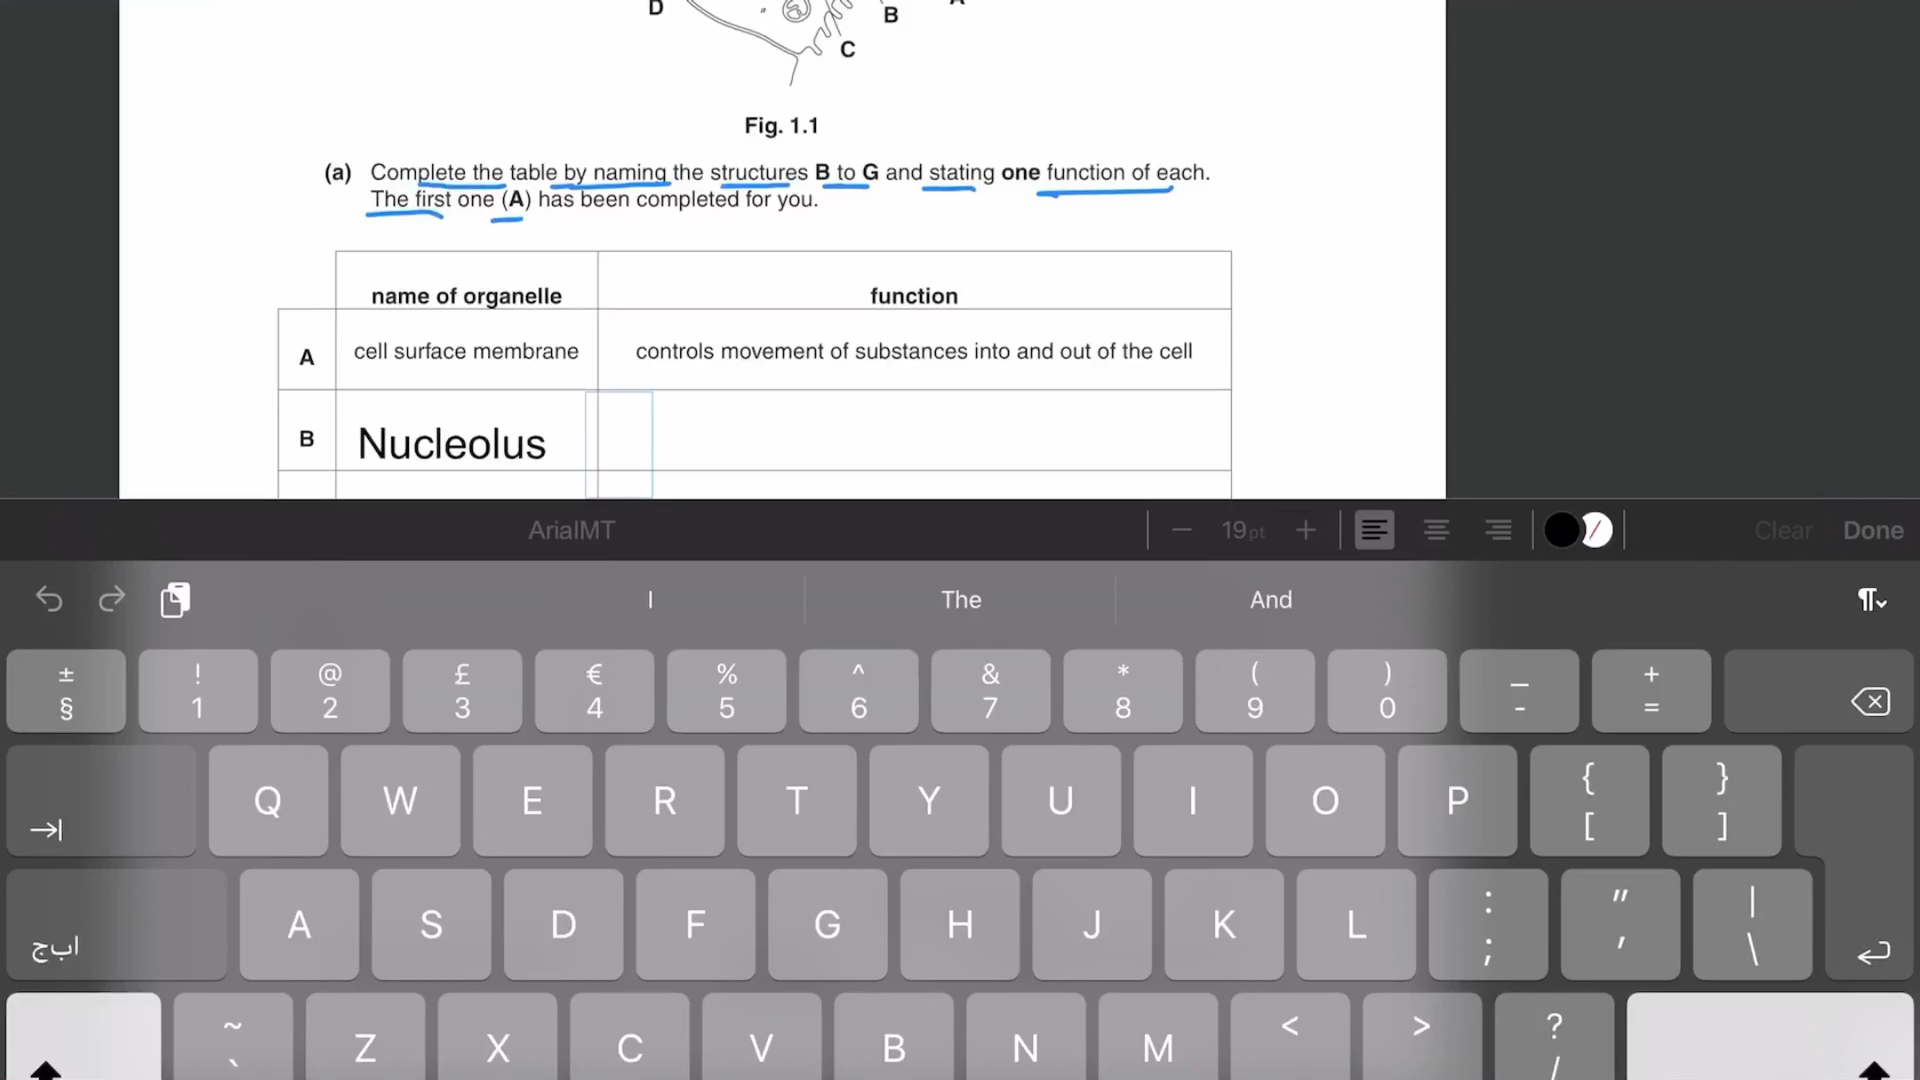 D
A
B
C
Fig. 1.1
(a) Complete the table by naming the structures B to G and stating one function of each.
The first one (A) has been completed for you.
name of organelle function
A cell surface membrane controls movement of substances into and out of the cell
B Nucleolus
ArialMT − 19pt + Clear Done
I The And
± ! @ £ € % ^ & * ( ) _ +
§ 1 2 3 4 5 6 7 8 9 0 - =
Q W E R T Y U I O P { [ } ]
ابج A S D F G H J K L : ; " ' | \
~ ` Z X C V B N M < > ? /